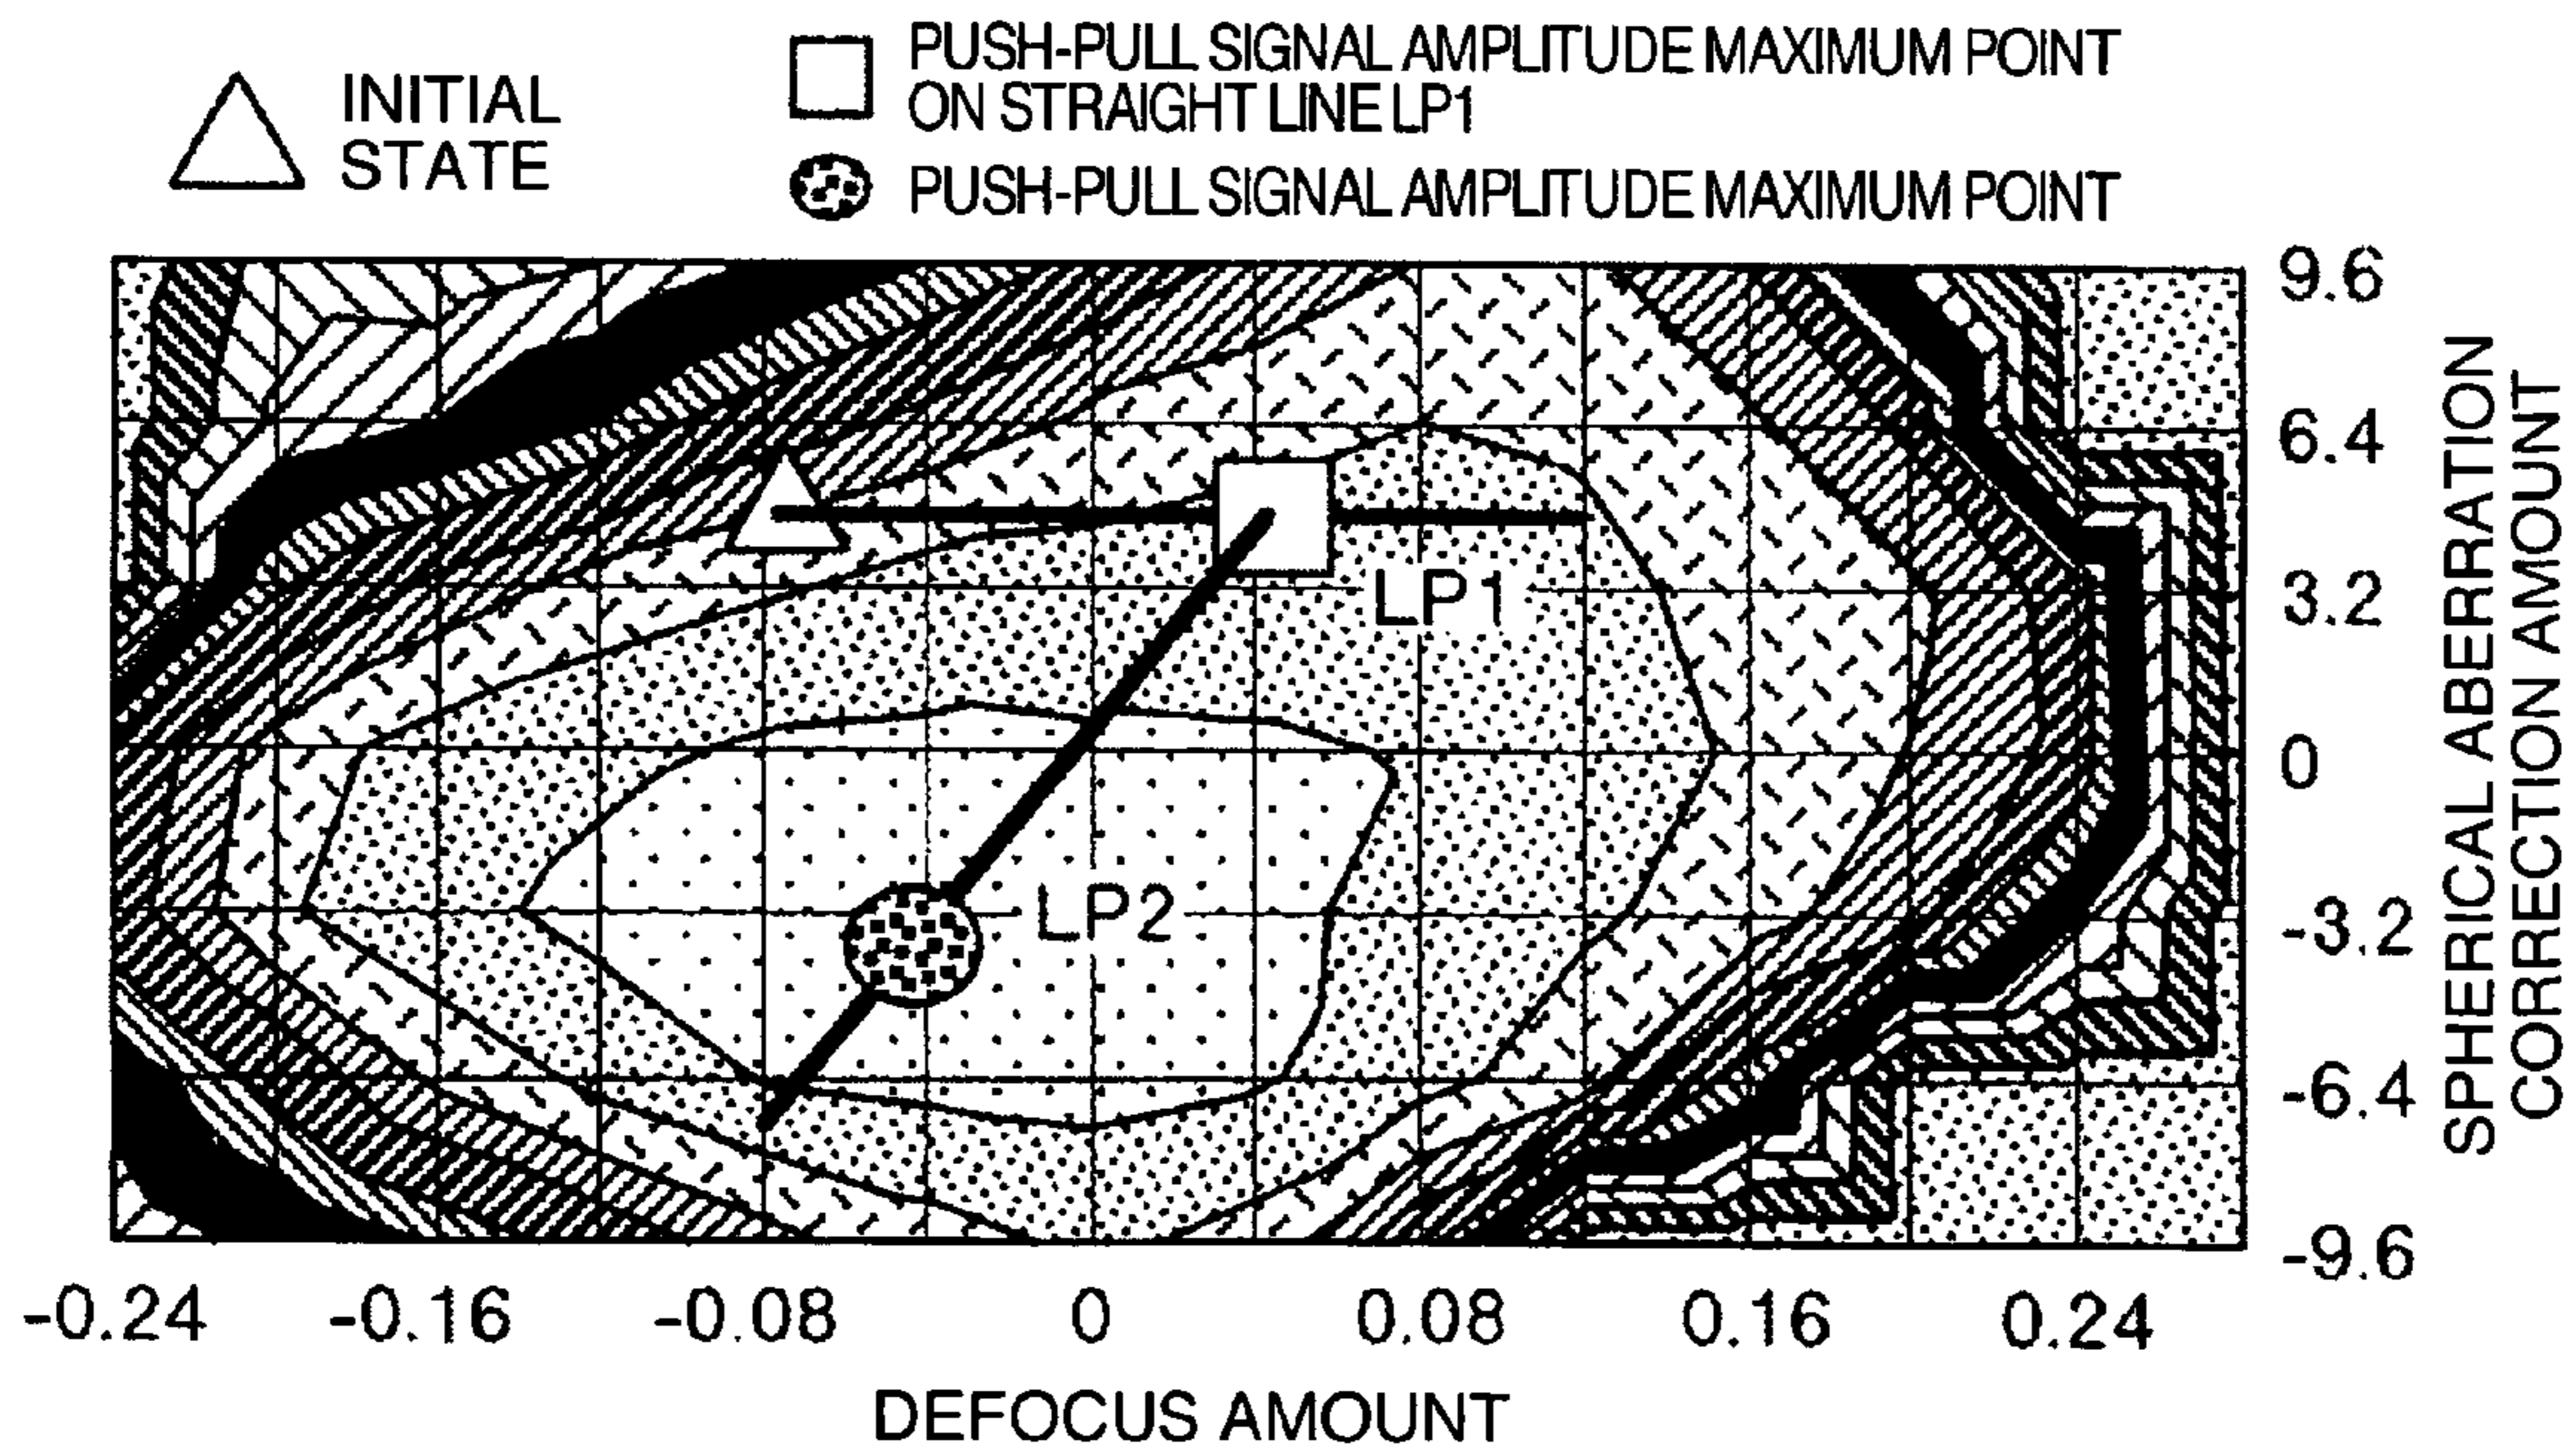 INITIAL
STATE
PUSH-PULL SIGNAL AMPLITUDE MAXIMUM POINT
ON STRAIGHT LINE LP1
PUSH-PULL SIGNAL AMPLITUDE MAXIMUM POINT
9.6
6.4
3.2
0
-3.2
-6.4
-9.6
SPHERICAL ABERRATION
CORRECTION AMOUNT
LP1
LP2
-0.24 -0.16 -0.08 0 0.08 0.16 0.24
DEFOCUS AMOUNT